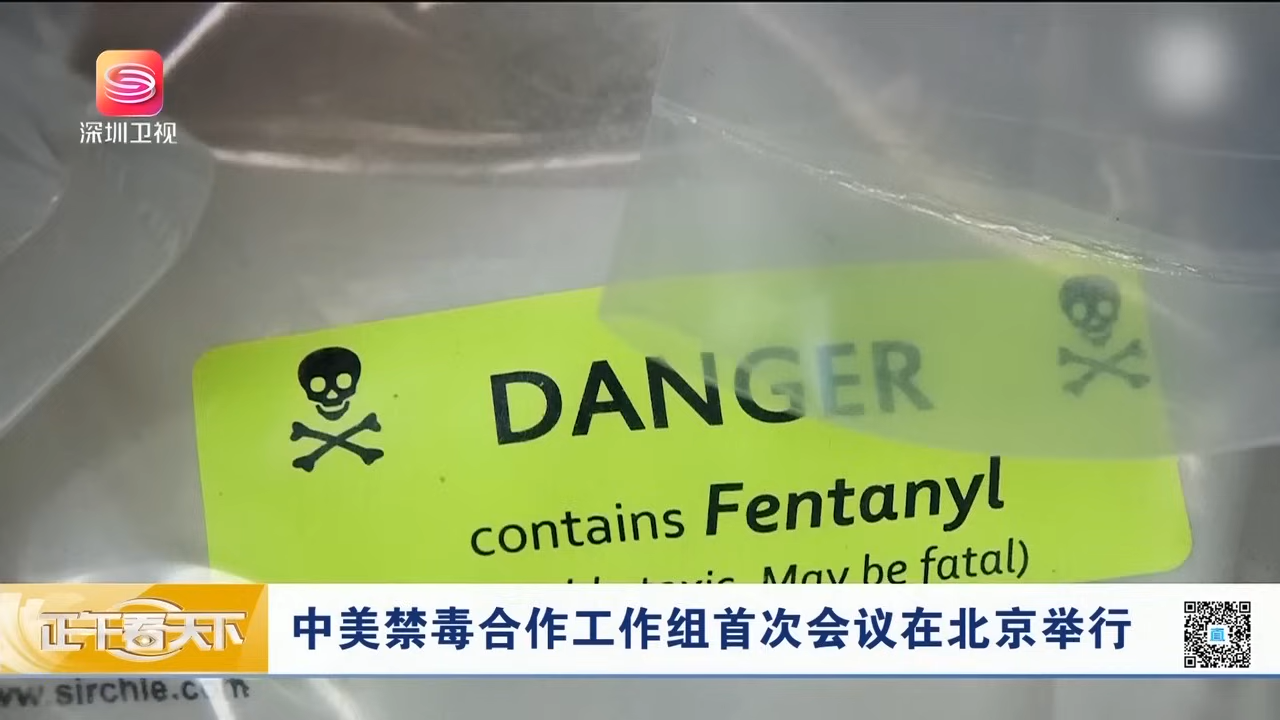 深圳卫视
DANGER
contains Fentanyl
toxic. May be fatal)
正午看天下
中美禁毒合作工作组首次会议在北京举行
www.sirchie.com